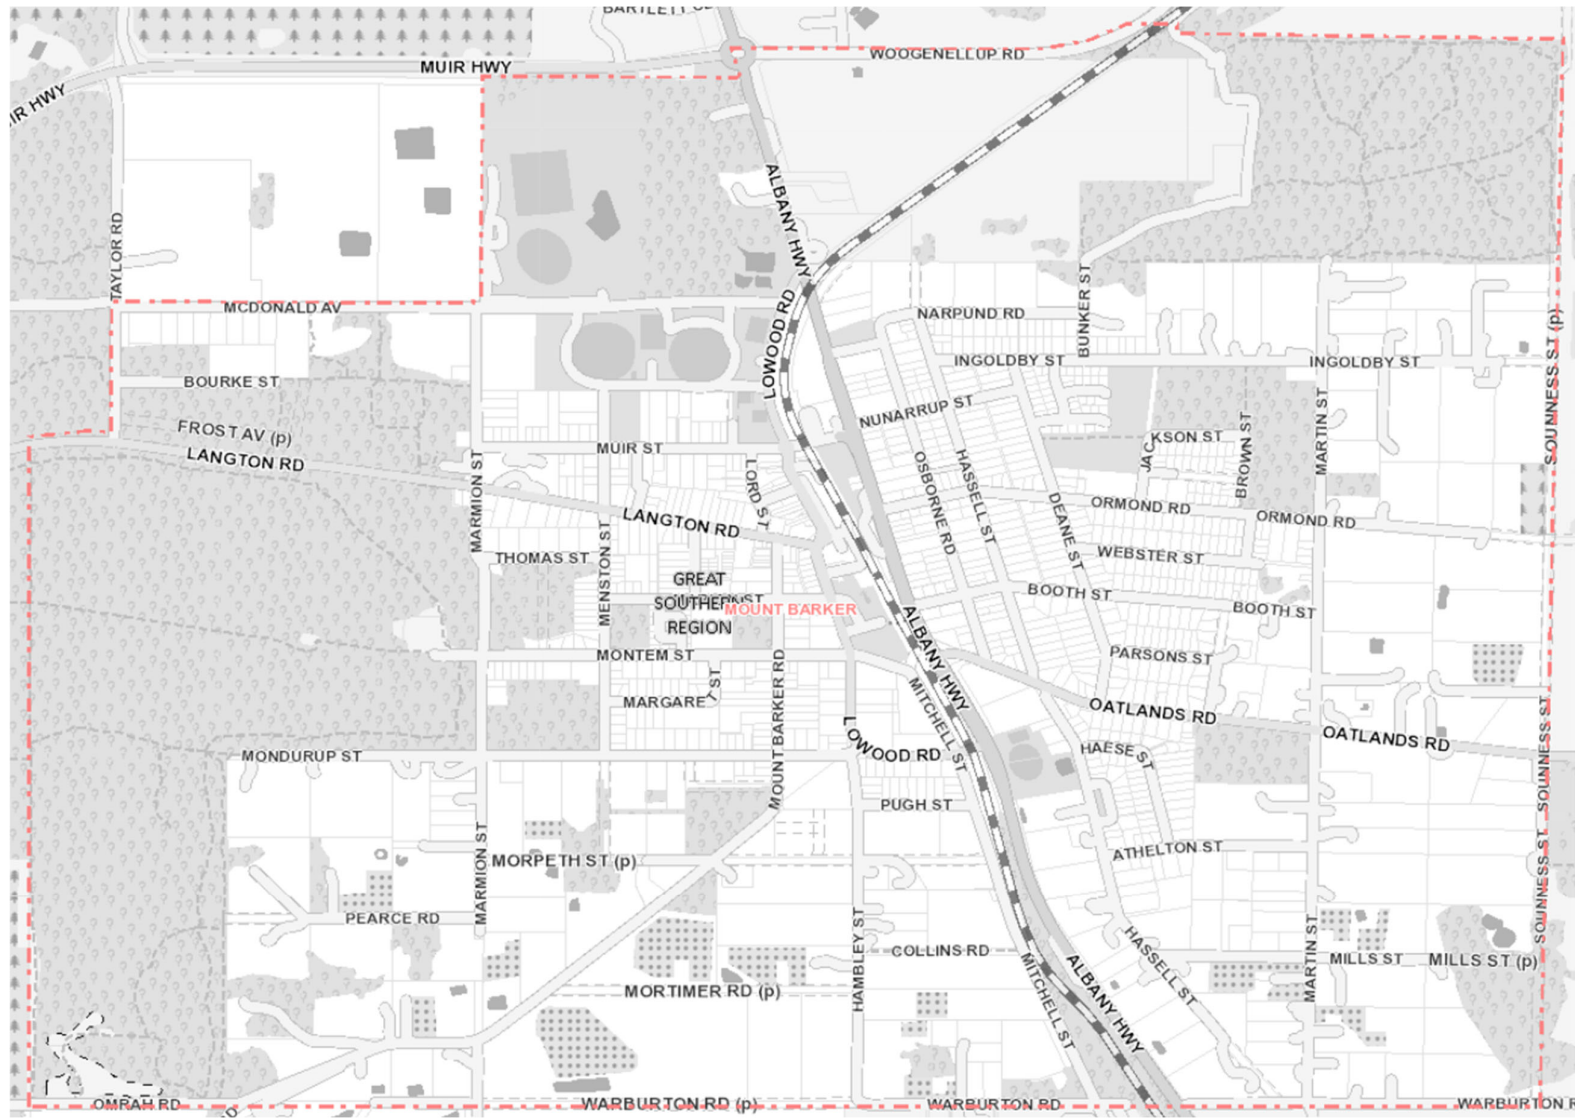 BARTLETT
MUIR HWY
WOOGENELLUP RD
MUIR HWY
ALBANY HWY
TAYLOR RD
MCDONALD AV
LOWOOD RD
NARPUND RD
BUNKER ST
INGOLDBY ST
INGOLDBY ST
SOUNNESS ST (p)
BOURKE ST
NUNARRUP ST
MARTIN ST
FROST AV (p)
LANGTON RD
MUIR ST
JACKSON ST
BROWN ST
MARMION ST
LORD ST
OSBORNE RD
HASSELL ST
DEANE ST
ORMOND RD
ORMOND RD
LANGTON RD
THOMAS ST
MENSTON ST
WEBSTER ST
GREAT
SOUTHERN
REGION
MOUNT BARKER
BOOTH ST
BOOTH ST
ALBANY HWY
MONTEM ST
PARSONS ST
MARGARET ST
MOUNT BARKER RD
MITCHELL ST
OATLANDS RD
OATLANDS RD
MONDURUP ST
LOWOOD RD
HAESE ST
SOUNNESS ST
PUGH ST
MARMION ST
MORPETH ST (p)
ATHELTON ST
SOUNNESS ST
PEARCE RD
HAMBLEY ST
COLLINS RD
HASSELL ST
MARTIN ST
MILLS ST
MILLS ST (p)
MORTIMER RD (p)
MITCHELL ST
ALBANY HWY
OMRAH RD
WARBURTON RD (p)
WARBURTON RD
WARBURTON R